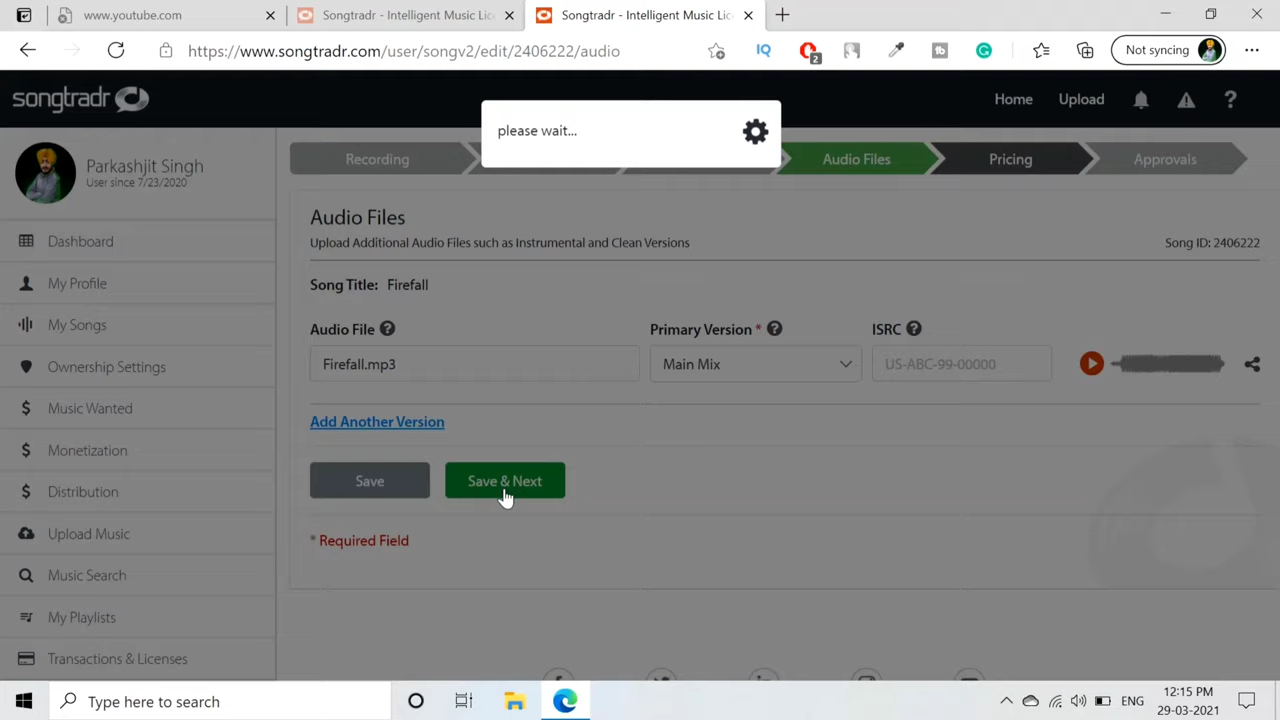 www.youtube.com
Songtradr - Intelligent Music Lic
Songtradr - Intelligent Music Lic
https://www.songtradr.com/user/songv2/edit/2406222/audio
IQ
2
tb
G
Not syncing
songtradr
please wait...
Home
Upload
?
Parkashjit Singh
User since 7/23/2020
Recording
Audio Files
Pricing
Approvals
Dashboard
My Profile
My Songs
Ownership Settings
$ Music Wanted
$ Monetization
$ Distribution
Upload Music
Music Search
My Playlists
Transactions & Licenses
Audio Files
Upload Additional Audio Files such as Instrumental and Clean Versions
Song ID: 2406222
Song Title: Firefall
Audio File ?
Primary Version * ?
ISRC ?
Firefall.mp3
Main Mix
US-ABC-99-00000
Add Another Version
Save
Save & Next
* Required Field
Type here to search
ENG
12:15 PM
29-03-2021